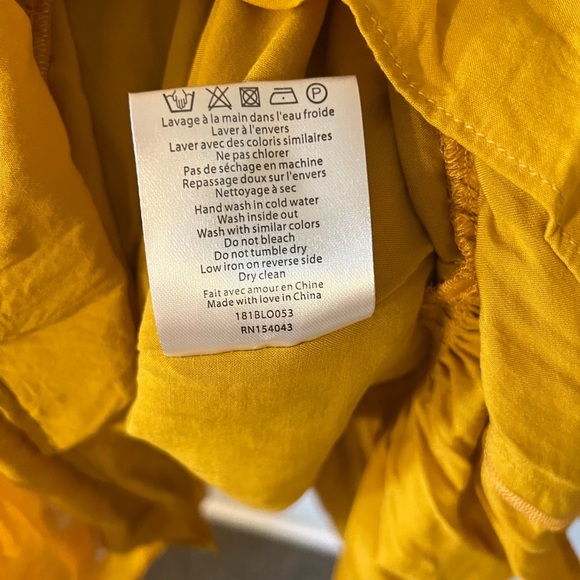 P
Lavage à la main dans l'eau froide
Laver à l'envers
Laver avec des coloris similaires
Ne pas chlorer
Pas de séchage en machine
Repassage doux sur l'envers
Nettoyage à sec
Hand wash in cold water
Wash inside out
Wash with similar colors
Do not bleach
Do not tumble dry
Low iron on reverse side
Dry clean
Fait avec amour en Chine
Made with love in China
181BLO053
RN154043